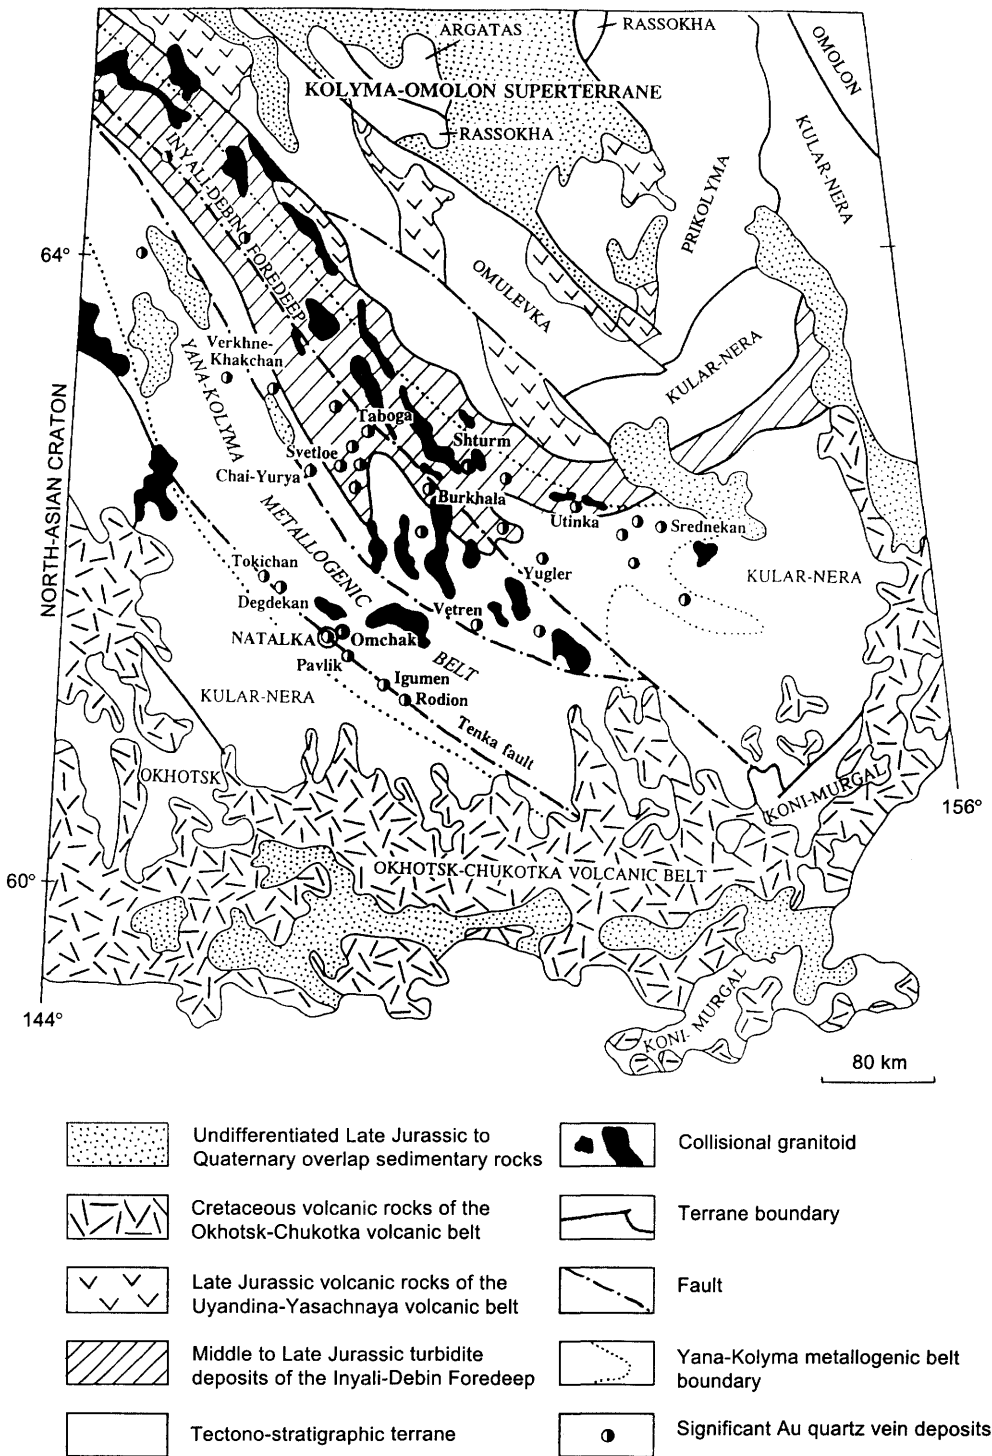 ARGATAS
RASSOKHA
OMOLON
KOLYMA-OMOLON SUPERTERRANE
RASSOKHA
KULAR-NERA
INYALI-DEBIN FOREDEEP
PRIKOLYMA
64°
OMULEVKA
Verkhne-
Khakchan
YANA-KOLYMA
KULAR-NERA
Taboga
Shturm
Svetloe
Chai-Yurya
Burkhala
Utinka
Srednekan
METALLOGENIC
NORTH-ASIAN CRATON
Tokichan
Yugler
KULAR-NERA
Degdekan
Vetren
NATALKA
Omchak
BELT
Pavlik
Igumen
KULAR-NERA
Rodion
Tenka fault
OKHOTSK
KONI-MURGAL
156°
60°
OKHOTSK-CHUKOTKA VOLCANIC BELT
144°
KONI-MURGAL
80 km
Undifferentiated Late Jurassic to
Quaternary overlap sedimentary rocks
Collisional granitoid
Cretaceous volcanic rocks of the
Okhotsk-Chukotka volcanic belt
Terrane boundary
Late Jurassic volcanic rocks of the
Uyandina-Yasachnaya volcanic belt
Fault
Middle to Late Jurassic turbidite
deposits of the Inyali-Debin Foredeep
Yana-Kolyma metallogenic belt
boundary
Tectono-stratigraphic terrane
Significant Au quartz vein deposits